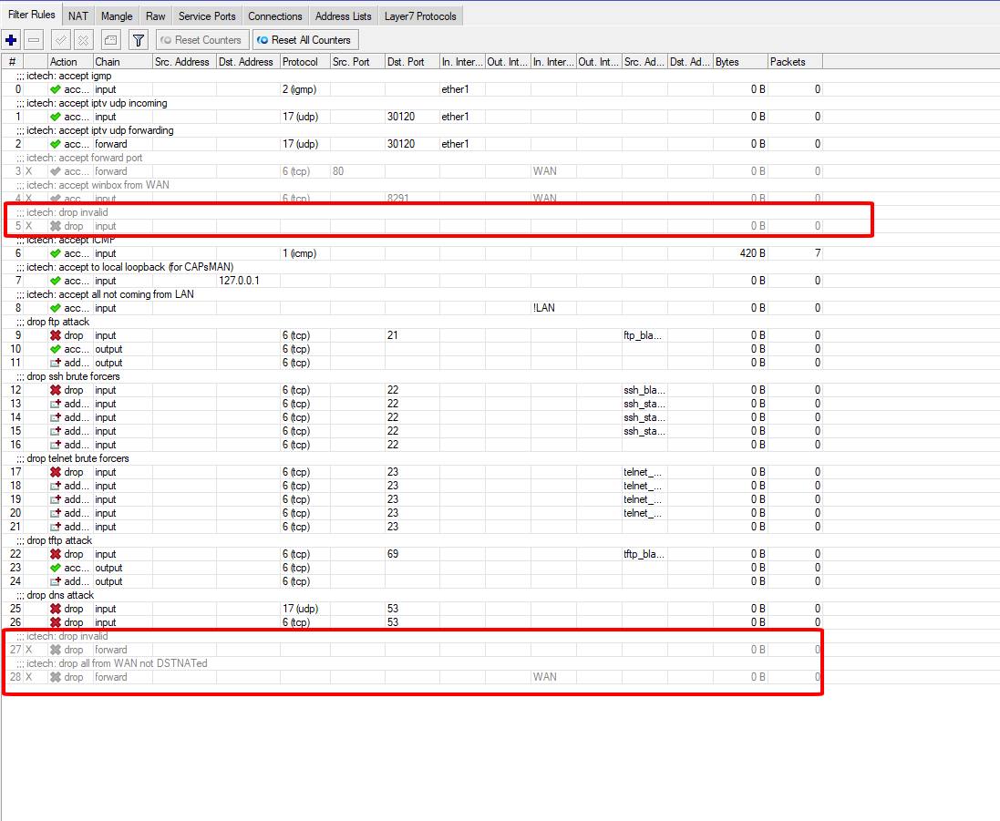 Filter Rules NAT Mangle Raw Service Ports Connections Address Lists Layer7 Protocols
Reset Counters Reset All Counters
# Action Chain Src. Address Dst. Address Protocol Src. Port Dst. Port In. Inter... Out. Int... In. Inter... Out. Int... Src. Ad... Dst. Ad... Bytes Packets
;;; ictech: accept igmp
0 acc... input 2 (igmp) ether1 0 B 0
;;; ictech: accept iptv udp incoming
1 acc... input 17 (udp) 30120 ether1 0 B 0
;;; ictech: accept iptv udp forwarding
2 acc... forward 17 (udp) 30120 ether1 0 B 0
;;; ictech: accept forward port
3 X acc... forward 6 (tcp) 80 WAN 0 B 0
;;; ictech: accept winbox from WAN
4 X acc... input 6 (tcp) 8291 WAN 0 B 0
;;; ictech: drop invalid
5 X drop input 0 B 0
;;; ictech: accept ICMP
6 acc... input 1 (icmp) 420 B 7
;;; ictech: accept to local loopback (for CAPsMAN)
7 acc... input 127.0.0.1 0 B 0
;;; ictech: accept all not coming from LAN
8 acc... input !LAN 0 B 0
;;; drop ftp attack
9 drop input 6 (tcp) 21 ftp_bla... 0 B 0
10 acc... output 6 (tcp) 0 B 0
11 add... output 6 (tcp) 0 B 0
;;; drop ssh brute forcers
12 drop input 6 (tcp) 22 ssh_bla... 0 B 0
13 add... input 6 (tcp) 22 ssh_sta... 0 B 0
14 add... input 6 (tcp) 22 ssh_sta... 0 B 0
15 add... input 6 (tcp) 22 ssh_sta... 0 B 0
16 add... input 6 (tcp) 22 0 B 0
;;; drop telnet brute forcers
17 drop input 6 (tcp) 23 telnet_... 0 B 0
18 add... input 6 (tcp) 23 telnet_... 0 B 0
19 add... input 6 (tcp) 23 telnet_... 0 B 0
20 add... input 6 (tcp) 23 telnet_... 0 B 0
21 add... input 6 (tcp) 23 0 B 0
;;; drop tftp attack
22 drop input 6 (tcp) 69 tftp_bla... 0 B 0
23 acc... output 6 (tcp) 0 B 0
24 add... output 6 (tcp) 0 B 0
;;; drop dns attack
25 drop input 17 (udp) 53 0 B 0
26 drop input 6 (tcp) 53 0 B 0
;;; ictech: drop invalid
27 X drop forward 0 B 0
;;; ictech: drop all from WAN not DSTNATed
28 X drop forward WAN 0 B 0